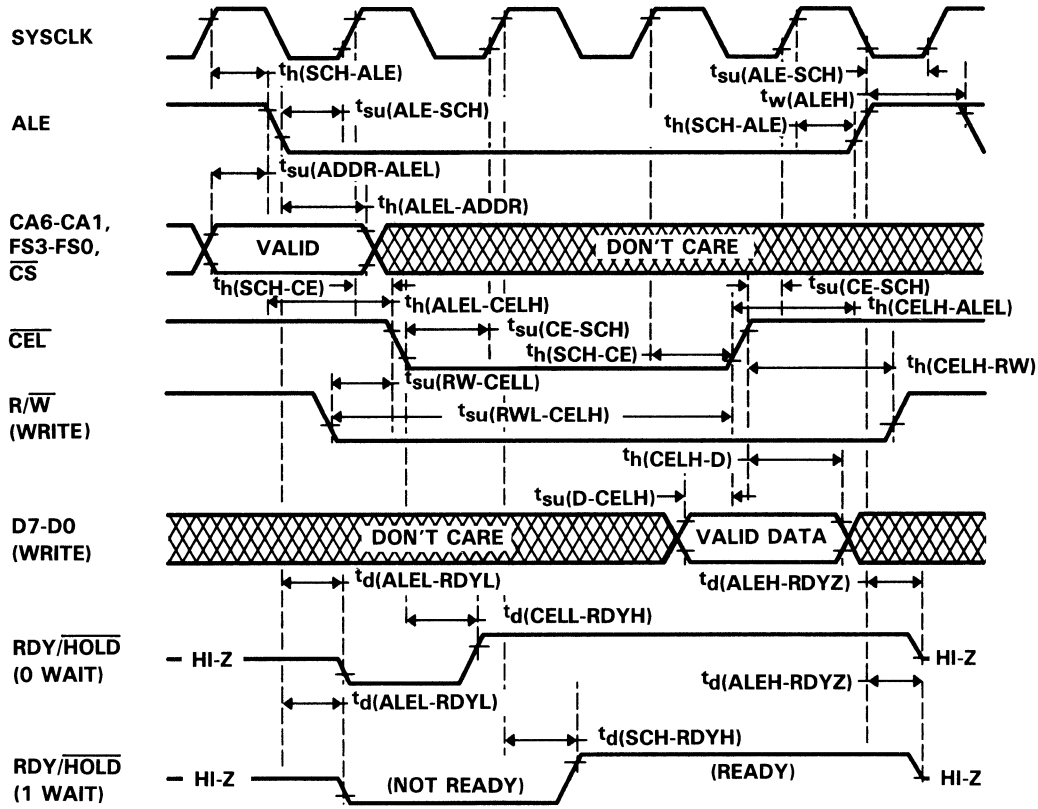 SYSCLK
th(SCH-ALE)
tsu(ALE-SCH)
tw(ALEH)
ALE
tsu(ALE-SCH)
th(SCH-ALE)
tsu(ADDR-ALEL)
th(ALEL-ADDR)
CA6-CA1,
FS3-FS0,
C̅S̅
VALID
DON'T CARE
th(SCH-CE)
tsu(CE-SCH)
th(ALEL-CELH)
th(CELH-ALEL)
C̅E̅L̅
tsu(CE-SCH)
th(SCH-CE)
th(CELH-RW)
tsu(RW-CELL)
R/W̅
(WRITE)
tsu(RWL-CELH)
th(CELH-D)
tsu(D-CELH)
D7-D0
(WRITE)
DON'T CARE
VALID DATA
td(ALEL-RDYL)
td(ALEH-RDYZ)
td(CELL-RDYH)
RDY/H̅O̅L̅D̅
(0 WAIT)
HI-Z
HI-Z
td(ALEH-RDYZ)
td(ALEL-RDYL)
td(SCH-RDYH)
RDY/H̅O̅L̅D̅
(1 WAIT)
HI-Z
(NOT READY)
(READY)
HI-Z